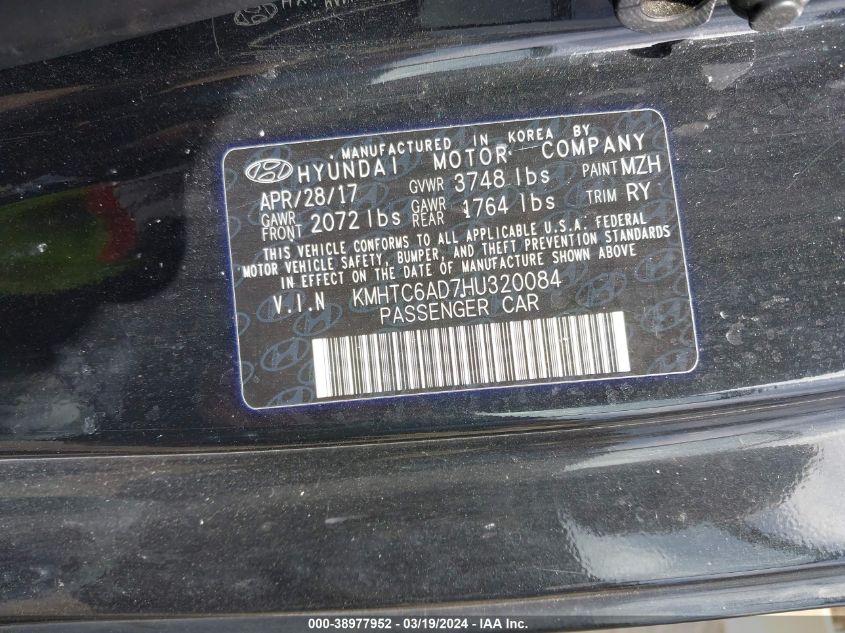 MANUFACTURED IN KOREA BY
HYUNDAI MOTOR COMPANY
APR/28/17 GVWR 3748 lbs PAINT MZH
GAWR FRONT 2072 lbs GAWR REAR 1764 lbs TRIM RY
THIS VEHICLE CONFORMS TO ALL APPLICABLE U.S.A. FEDERAL
MOTOR VEHICLE SAFETY, BUMPER, AND THEFT PREVENTION STANDARDS
IN EFFECT ON THE DATE OF MANUFACTURE SHOWN ABOVE
V.I.N KMHTC6AD7HU320084
PASSENGER CAR
000-38977952 - 03/19/2024 - IAA Inc.